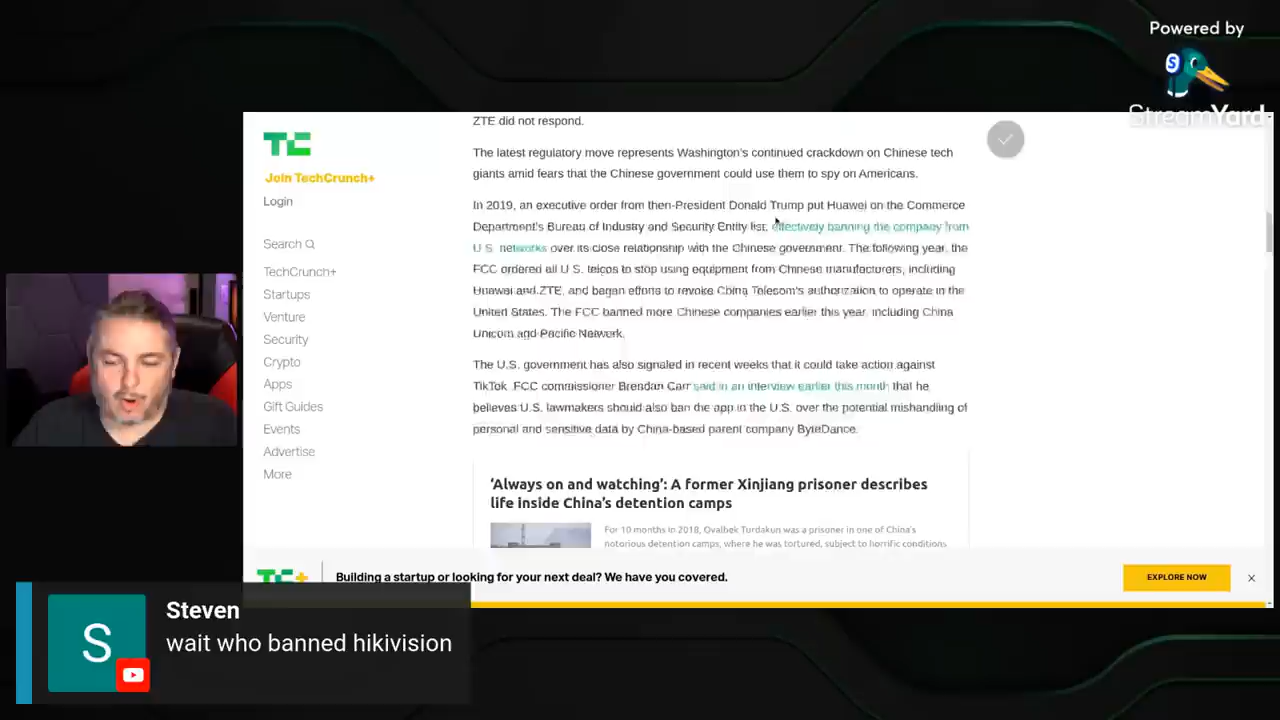 Powered by
StreamYard
TC
Join TechCrunch+
Login
Search
TechCrunch+
Startups
Venture
Security
Crypto
Apps
Gift Guides
Events
Advertise
More
ZTE did not respond.
The latest regulatory move represents Washington's continued crackdown on Chinese tech
giants amid fears that the Chinese government could use them to spy on Americans.
In 2019, an executive order from then-President Donald Trump put Huawei on the Commerce
Department's Bureau of Industry and Security Entity list, effectively banning the company from
U.S. networks over its close relationship with the Chinese government. The following year, the
FCC ordered all U.S. telcos to stop using equipment from Chinese manufacturers, including
Huawei and ZTE, and began efforts to revoke China Telecom's authorization to operate in the
United States. The FCC banned more Chinese companies earlier this year, including China
Unicom and Pacific Network.
The U.S. government has also signaled in recent weeks that it could take action against
TikTok. FCC commissioner Brendan Carr said in an interview earlier this month that he
believes U.S. lawmakers should also ban the app in the U.S. over the potential mishandling of
personal and sensitive data by China-based parent company ByteDance.
'Always on and watching': A former Xinjiang prisoner describes
life inside China's detention camps
For 10 months in 2018, Ovalbek Turdakun was a prisoner in one of China's
notorious detention camps, where he was tortured, subject to horrific conditions
TC+
Building a startup or looking for your next deal? We have you covered.
EXPLORE NOW
S
Steven
wait who banned hikivision